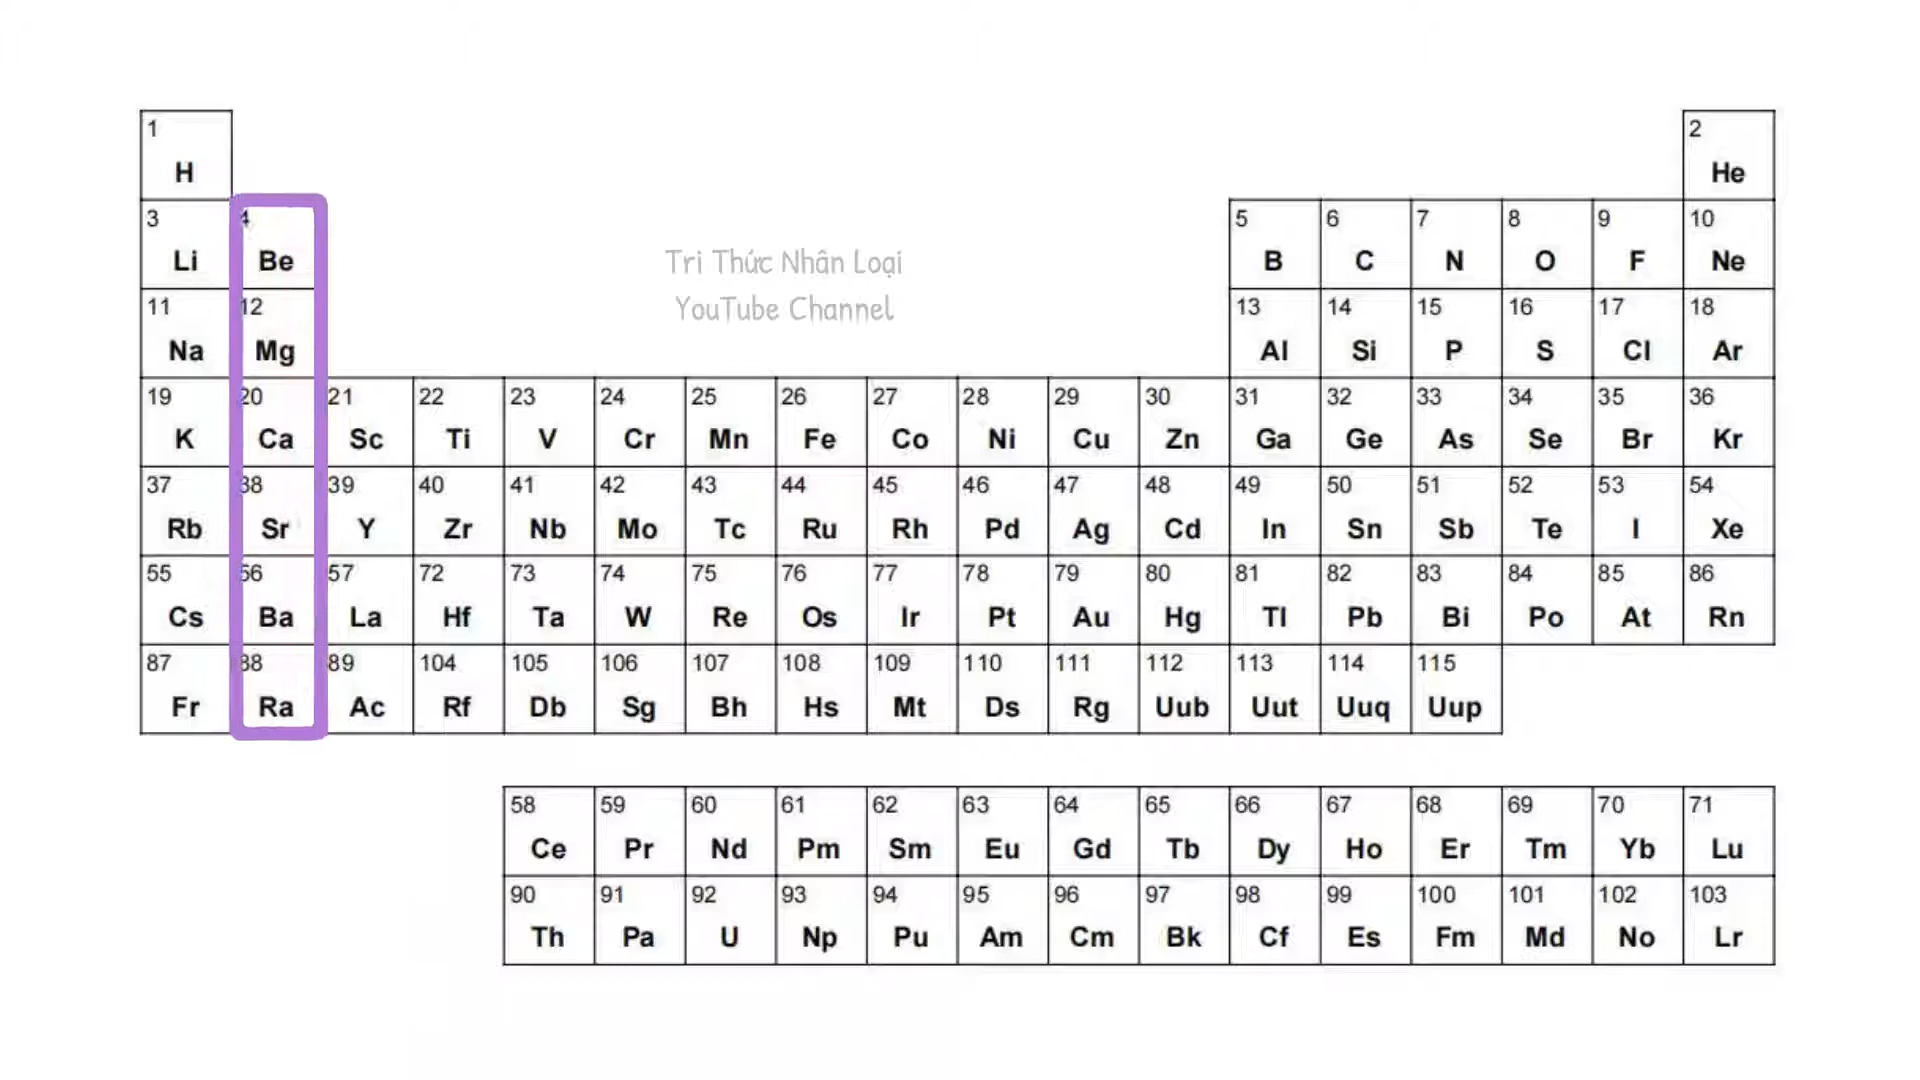 1 2
H He
3 4 5 6 7 8 9 10
Li Be B C N O F Ne
Tri Thức Nhân Loại
YouTube Channel
11 12 13 14 15 16 17 18
Na Mg Al Si P S Cl Ar
19 20 21 22 23 24 25 26 27 28 29 30 31 32 33 34 35 36
K Ca Sc Ti V Cr Mn Fe Co Ni Cu Zn Ga Ge As Se Br Kr
37 38 39 40 41 42 43 44 45 46 47 48 49 50 51 52 53 54
Rb Sr Y Zr Nb Mo Tc Ru Rh Pd Ag Cd In Sn Sb Te I Xe
55 56 57 72 73 74 75 76 77 78 79 80 81 82 83 84 85 86
Cs Ba La Hf Ta W Re Os Ir Pt Au Hg Tl Pb Bi Po At Rn
87 88 89 104 105 106 107 108 109 110 111 112 113 114 115
Fr Ra Ac Rf Db Sg Bh Hs Mt Ds Rg Uub Uut Uuq Uup
58 59 60 61 62 63 64 65 66 67 68 69 70 71
Ce Pr Nd Pm Sm Eu Gd Tb Dy Ho Er Tm Yb Lu
90 91 92 93 94 95 96 97 98 99 100 101 102 103
Th Pa U Np Pu Am Cm Bk Cf Es Fm Md No Lr